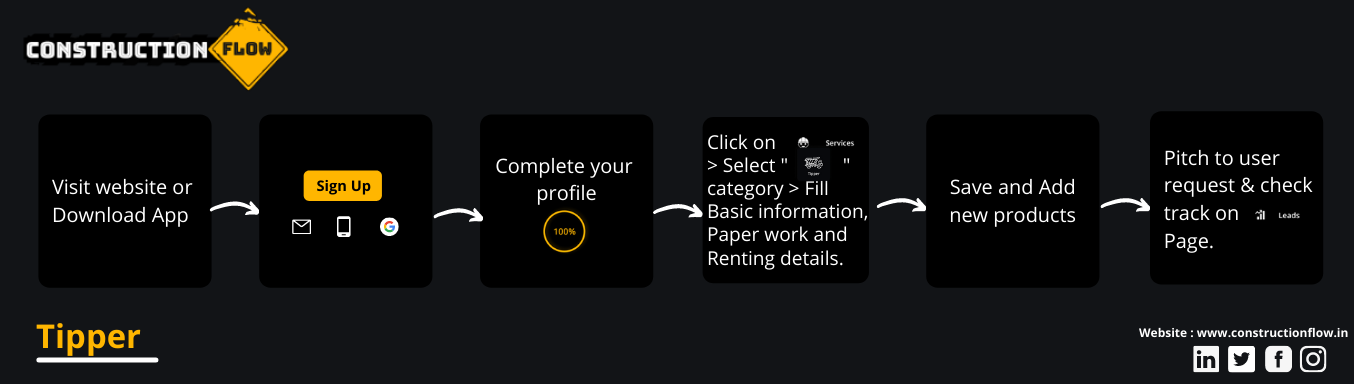 CONSTRUCTION FLOW
Visit website or
Download App
Sign Up
Complete your
profile
100%
Click on Services
> Select " Tipper "
category > Fill
Basic information,
Paper work and
Renting details.
Save and Add
new products
Pitch to user
request & check
track on Leads
Page.
Tipper
Website : www.constructionflow.in